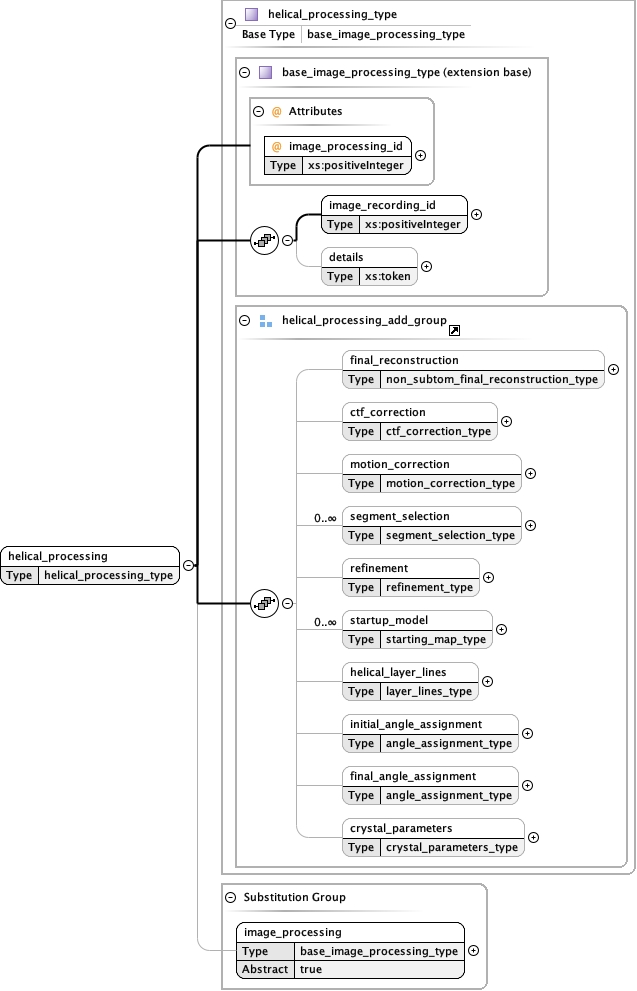 helical_processing_type
Base Type base_image_processing_type
base_image_processing_type (extension base)
@ Attributes
@ image_processing_id
Type xs:positiveInteger
image_recording_id
Type xs:positiveInteger
details
Type xs:token
helical_processing_add_group
final_reconstruction
Type non_subtom_final_reconstruction_type
ctf_correction
Type ctf_correction_type
motion_correction
Type motion_correction_type
0..∞ segment_selection
Type segment_selection_type
helical_processing
Type helical_processing_type
refinement
Type refinement_type
0..∞ startup_model
Type starting_map_type
helical_layer_lines
Type layer_lines_type
initial_angle_assignment
Type angle_assignment_type
final_angle_assignment
Type angle_assignment_type
crystal_parameters
Type crystal_parameters_type
Substitution Group
image_processing
Type base_image_processing_type
Abstract true